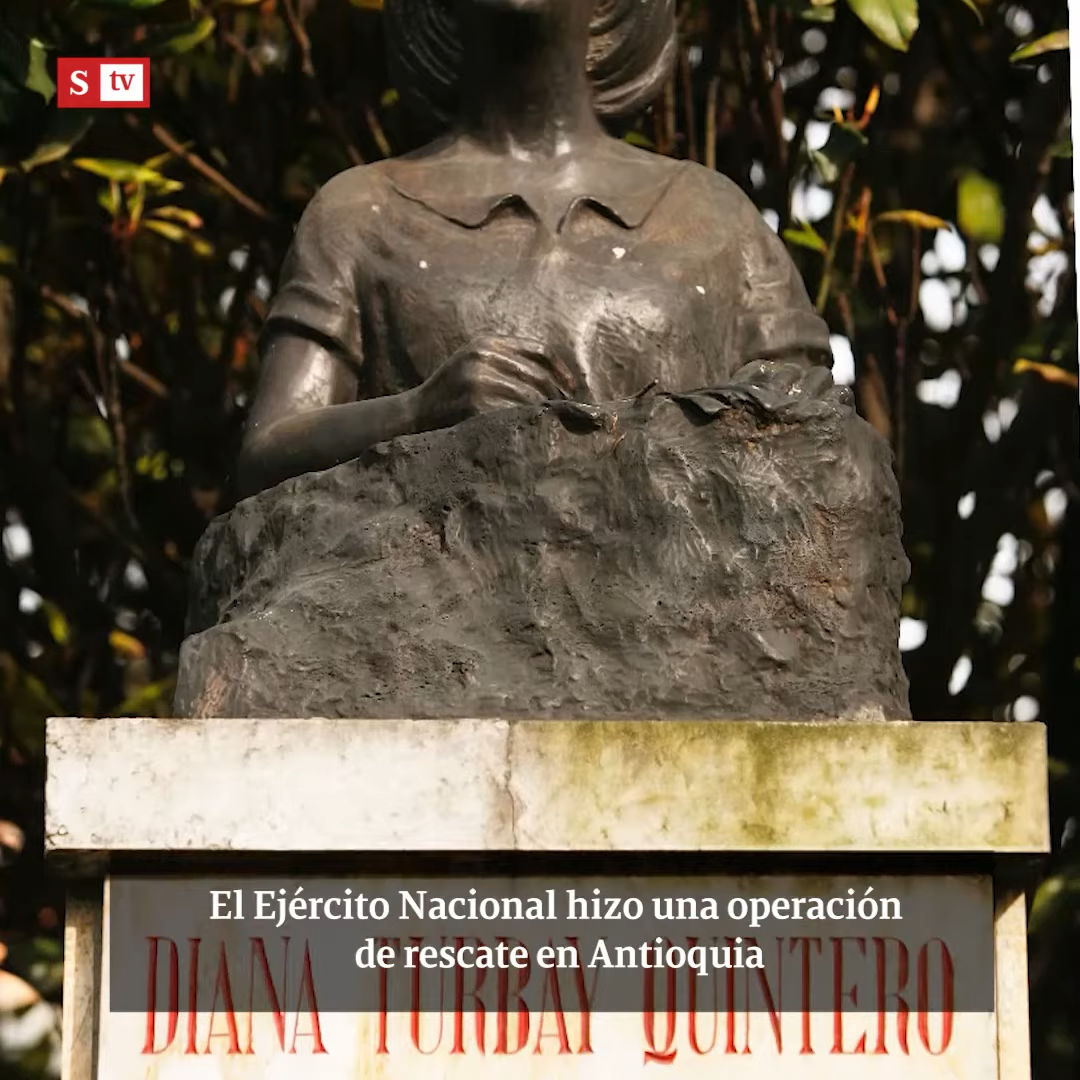 S tv
El Ejército Nacional hizo una operación
de rescate en Antioquia
DIANA TURBAY QUINTERO